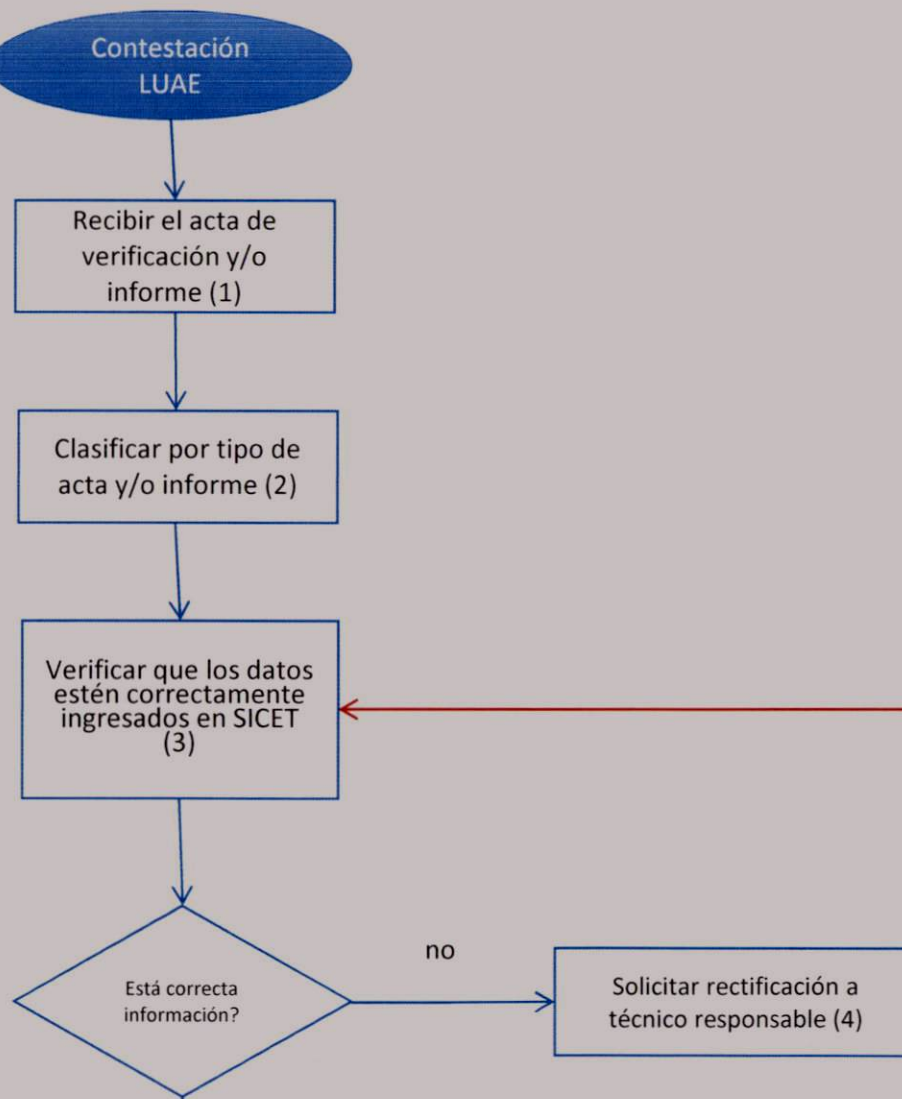 Contestación
LUAE
Recibir el acta de
verificación y/o
informe (1)
Clasificar por tipo de
acta y/o informe (2)
Verificar que los datos
estén correctamente
ingresados en SICET
(3)
Está correcta
información?
no
Solicitar rectificación a
técnico responsable (4)